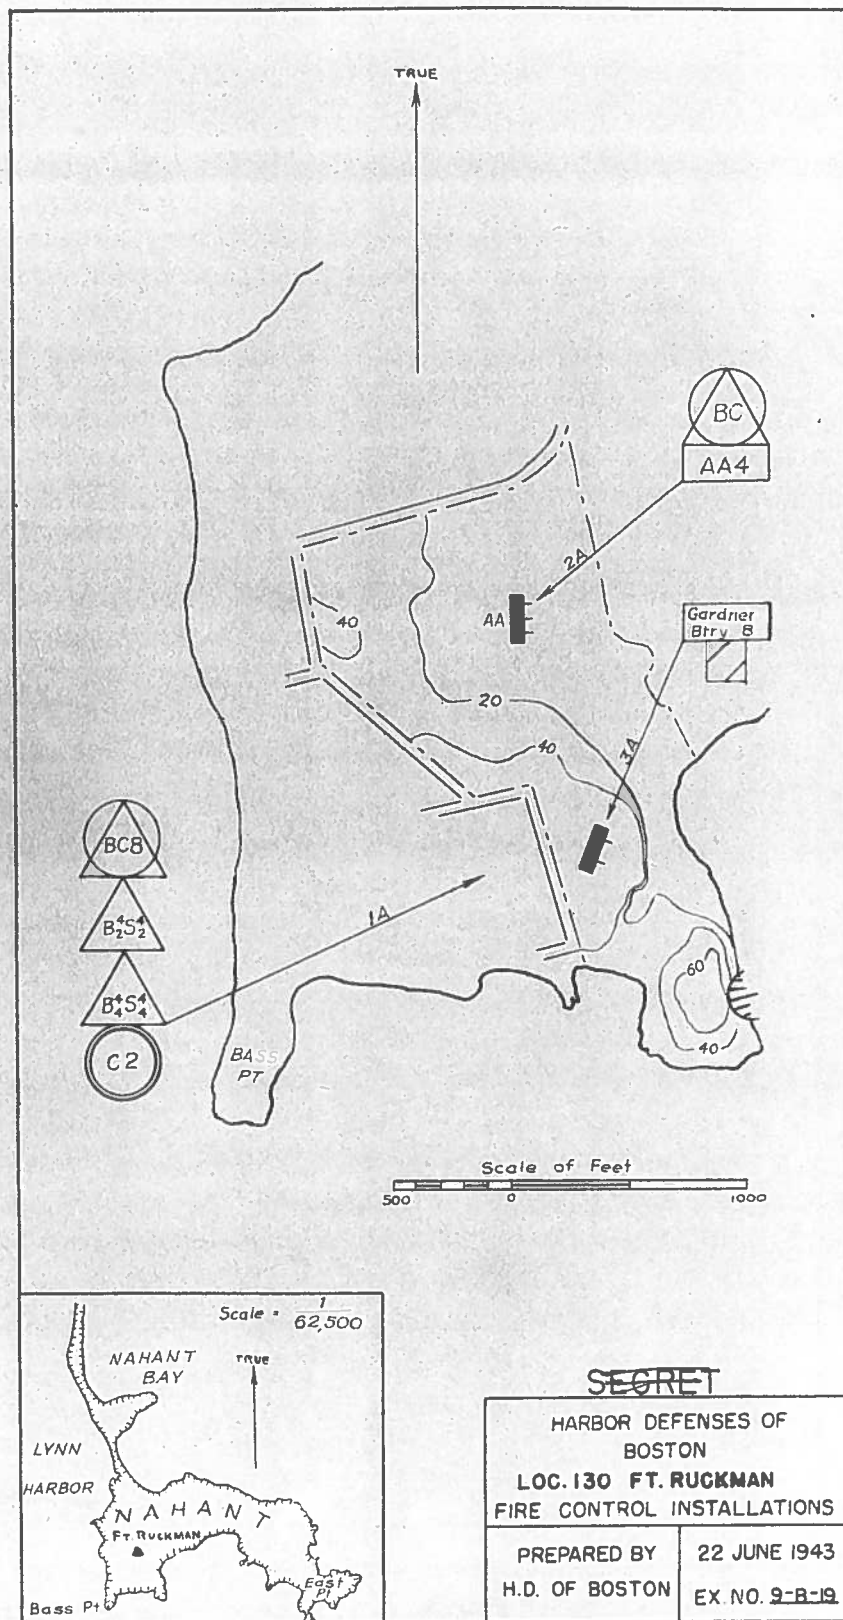 TRUE
BC
AA4
2A
AA
40
Gardner
Btry B
20
40
3A
BC8
B⁴₂S⁴₂
B⁴₄S⁴₄
C2
1A
60
40
BASS
PT
Scale of Feet
500 0 1000
Scale = 1/62,500
TRUE
NAHANT
BAY
LYNN
HARBOR
NAHANT
FT. RUCKMAN
East
Pt
Bass Pt
SECRET
HARBOR DEFENSES OF
BOSTON
LOC. 130 FT. RUCKMAN
FIRE CONTROL INSTALLATIONS
PREPARED BY
H.D. OF BOSTON
22 JUNE 1943
EX. NO. 9-B-19